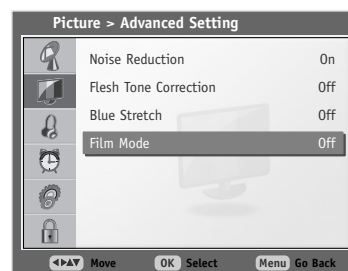 Picture > Advanced Setting
Noise Reduction On
Flesh Tone Correction Off
Blue Stretch Off
Film Mode Off
◄►▲▼ Move OK Select Menu Go Back